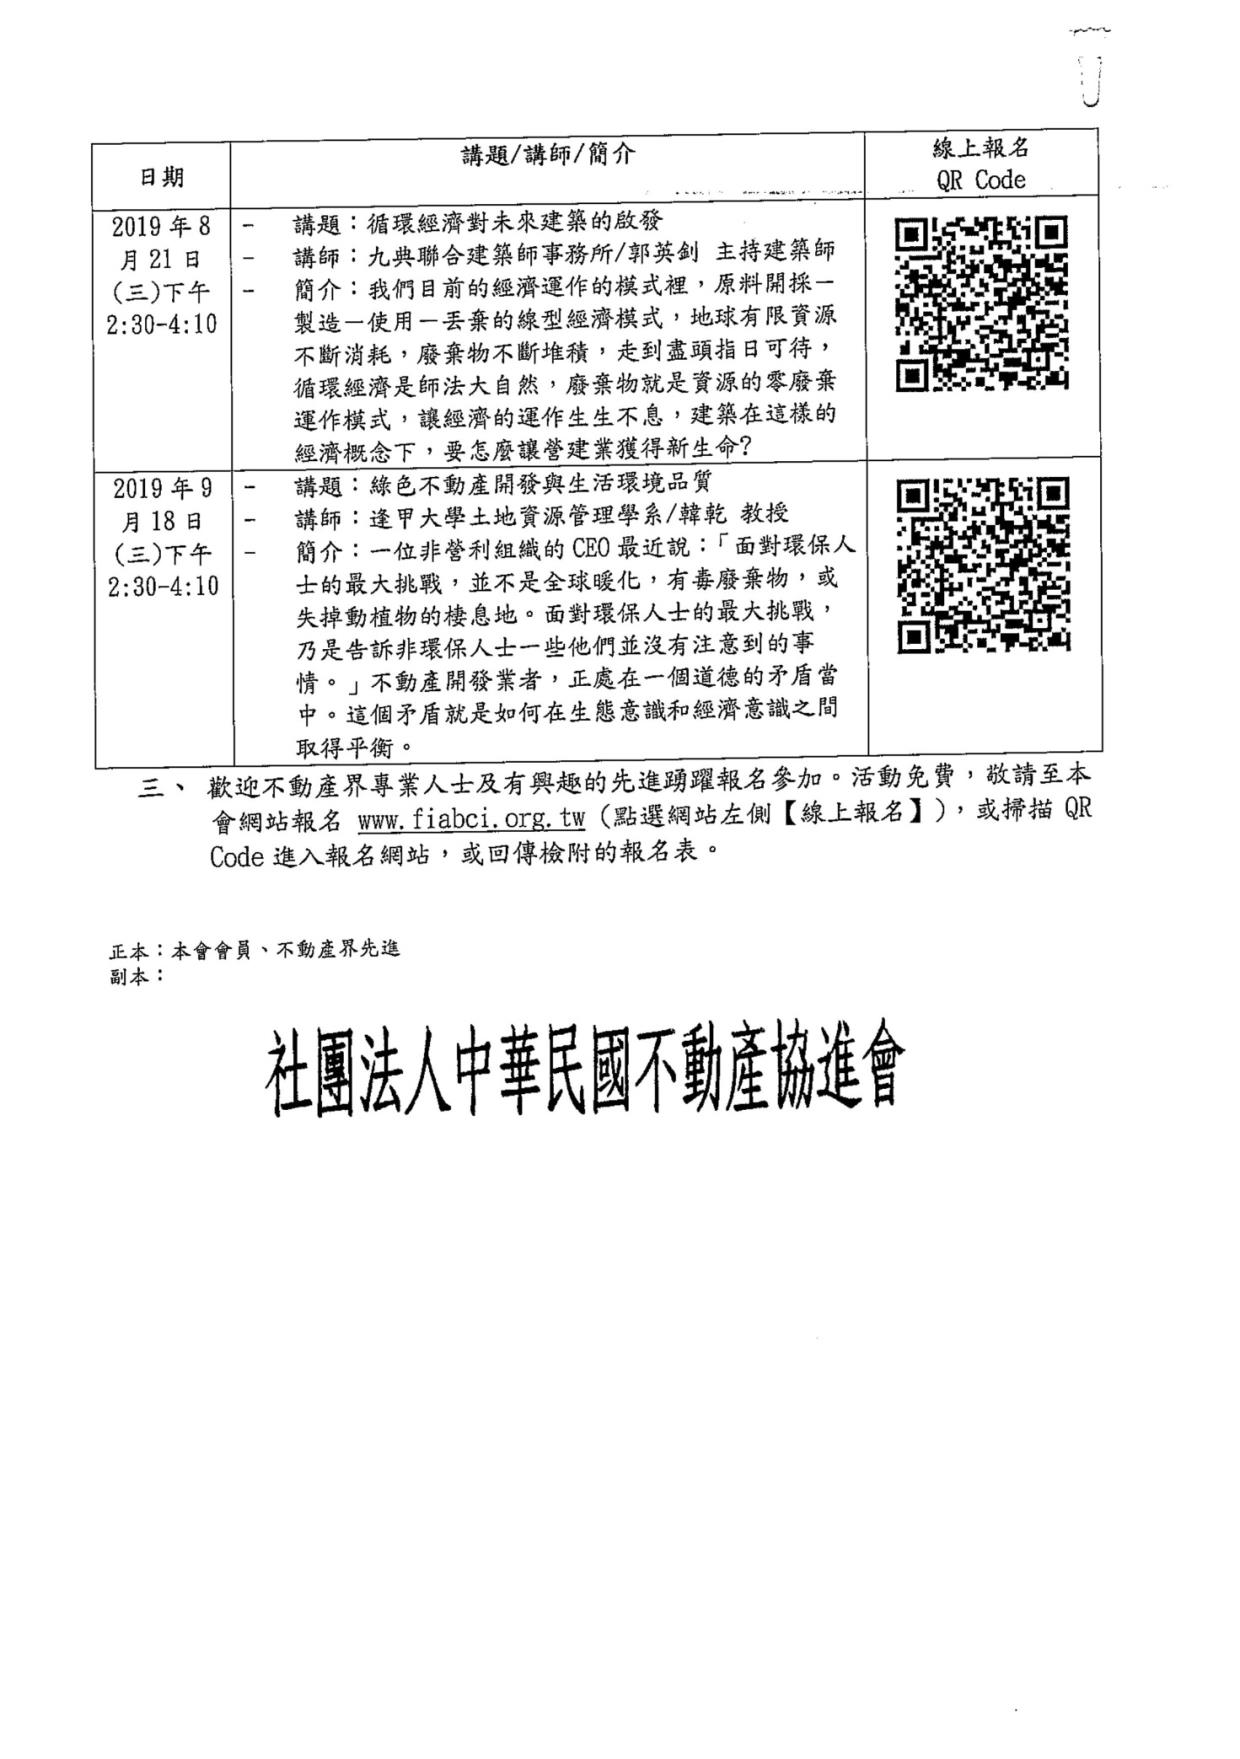 日期
講題/講師/簡介
線上報名
QR Code
2019 年 8
月 21 日
(三)下午
2:30-4:10
- 講題：循環經濟對未來建築的啟發
- 講師：九典聯合建築師事務所/郭英釗 主持建築師
- 簡介：我們目前的經濟運作的模式裡，原料開採－
製造－使用－丟棄的線型經濟模式，地球有限資源
不斷消耗，廢棄物不斷堆積，走到盡頭指日可待，
循環經濟是師法大自然，廢棄物就是資源的零廢棄
運作模式，讓經濟的運作生生不息，建築在這樣的
經濟概念下，要怎麼讓營建業獲得新生命?
2019 年 9
月 18 日
(三)下午
2:30-4:10
- 講題：綠色不動產開發與生活環境品質
- 講師：逢甲大學土地資源管理學系/韓乾 教授
- 簡介：一位非營利組織的 CEO 最近說：「面對環保人
士的最大挑戰，並不是全球暖化，有毒廢棄物，或
失掉動植物的棲息地。面對環保人士的最大挑戰，
乃是告訴非環保人士一些他們並沒有注意到的事
情。」不動產開發業者，正處在一個道德的矛盾當
中。這個矛盾就是如何在生態意識和經濟意識之間
取得平衡。
三、 歡迎不動產界專業人士及有興趣的先進踴躍報名參加。活動免費，敬請至本
會網站報名 www.fiabci.org.tw (點選網站左側【線上報名】)，或掃描 QR
Code 進入報名網站，或回傳檢附的報名表。
正本：本會會員、不動產界先進
副本：
社團法人中華民國不動產協進會